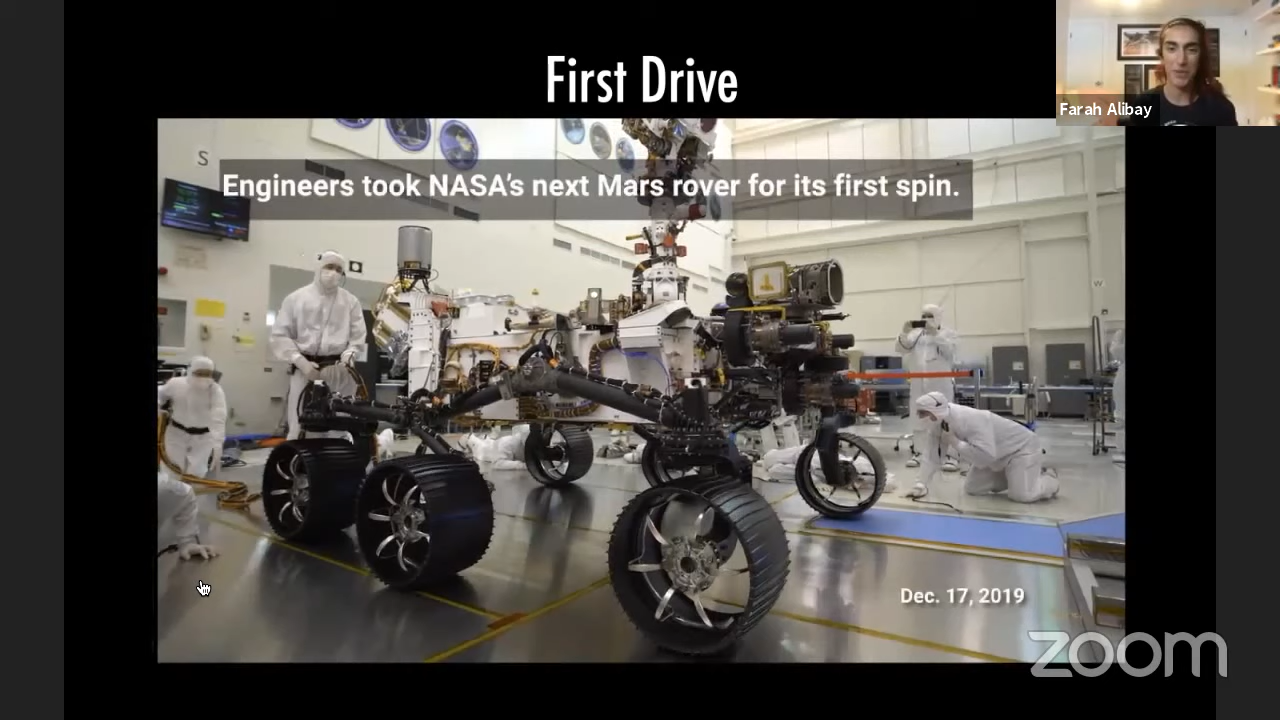 First Drive
Farah Alibay
S
Engineers took NASA's next Mars rover for its first spin.
W
Dec. 17, 2019
zoom